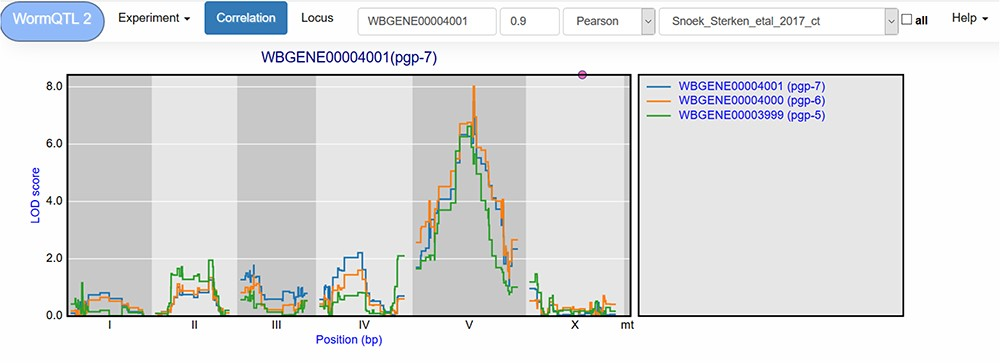 WormQTL 2 Experiment Correlation Locus WBGENE00004001 0.9 Pearson Snoek_Sterken_etal_2017_ct all Help
WBGENE00004001(pgp-7)
8.0
6.0
4.0
2.0
0.0
LOD score
I II III IV V X mt
Position (bp)
WBGENE00004001 (pgp-7)
WBGENE00004000 (pgp-6)
WBGENE00003999 (pgp-5)